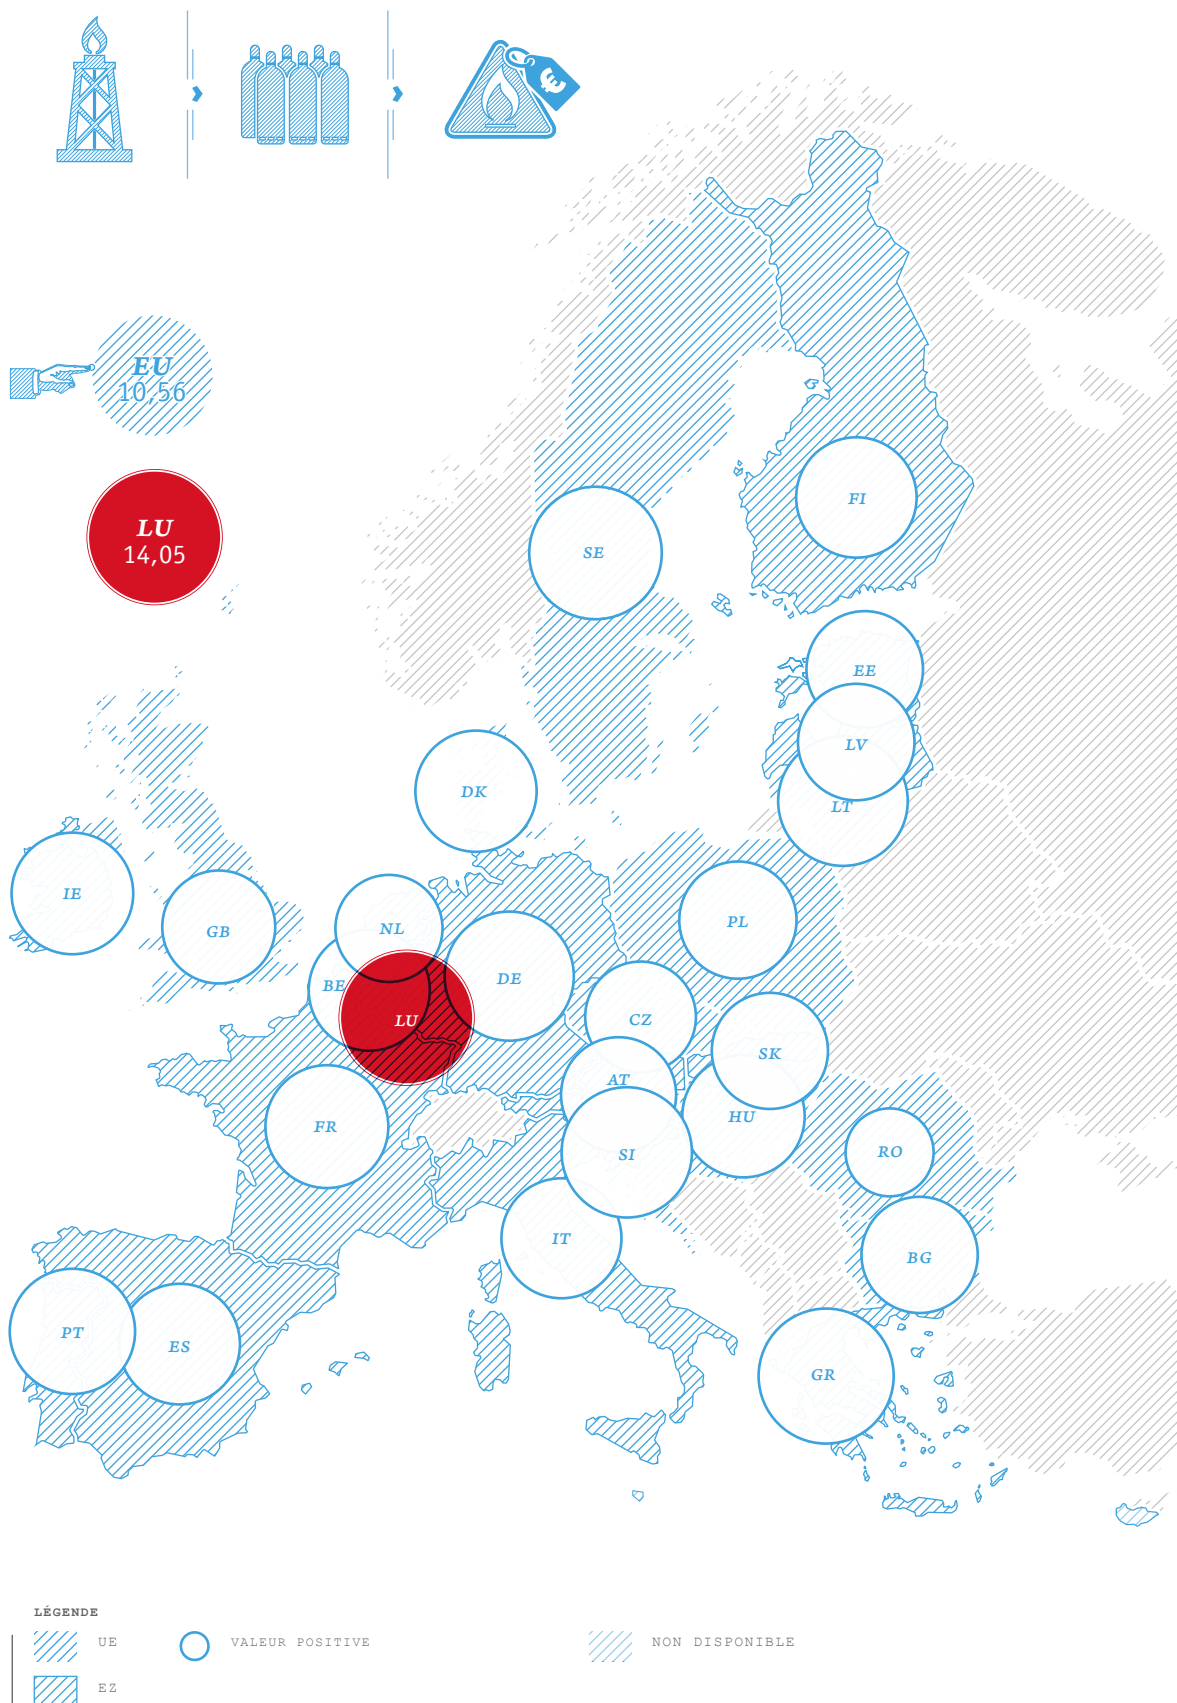 €
EU
10,56
LU
14,05
FI
SE
EE
LV
LT
DK
IE
GB
NL
PL
BE
DE
LU
CZ
SK
AT
HU
FR
SI
RO
IT
BG
PT
ES
GR
LÉGENDE
UE
VALEUR POSITIVE
NON DISPONIBLE
EZ